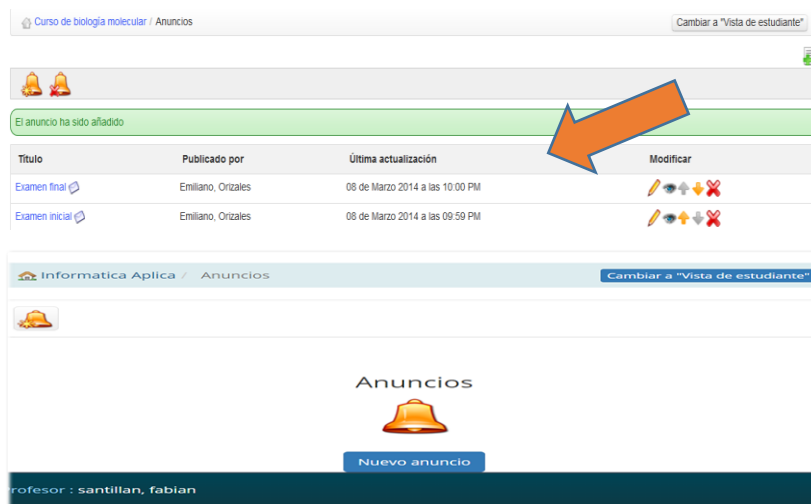 Curso de biología molecular / Anuncios
Cambiar a "Vista de estudiante"
El anuncio ha sido añadido
Título Publicado por Última actualización Modificar
Examen final Emiliano, Orizales 08 de Marzo 2014 a las 10:00 PM
Examen inicial Emiliano, Orizales 08 de Marzo 2014 a las 09:59 PM
Informatica Aplica / Anuncios
Cambiar a "Vista de estudiante"
Anuncios
Nuevo anuncio
rofesor : santillan, fabian